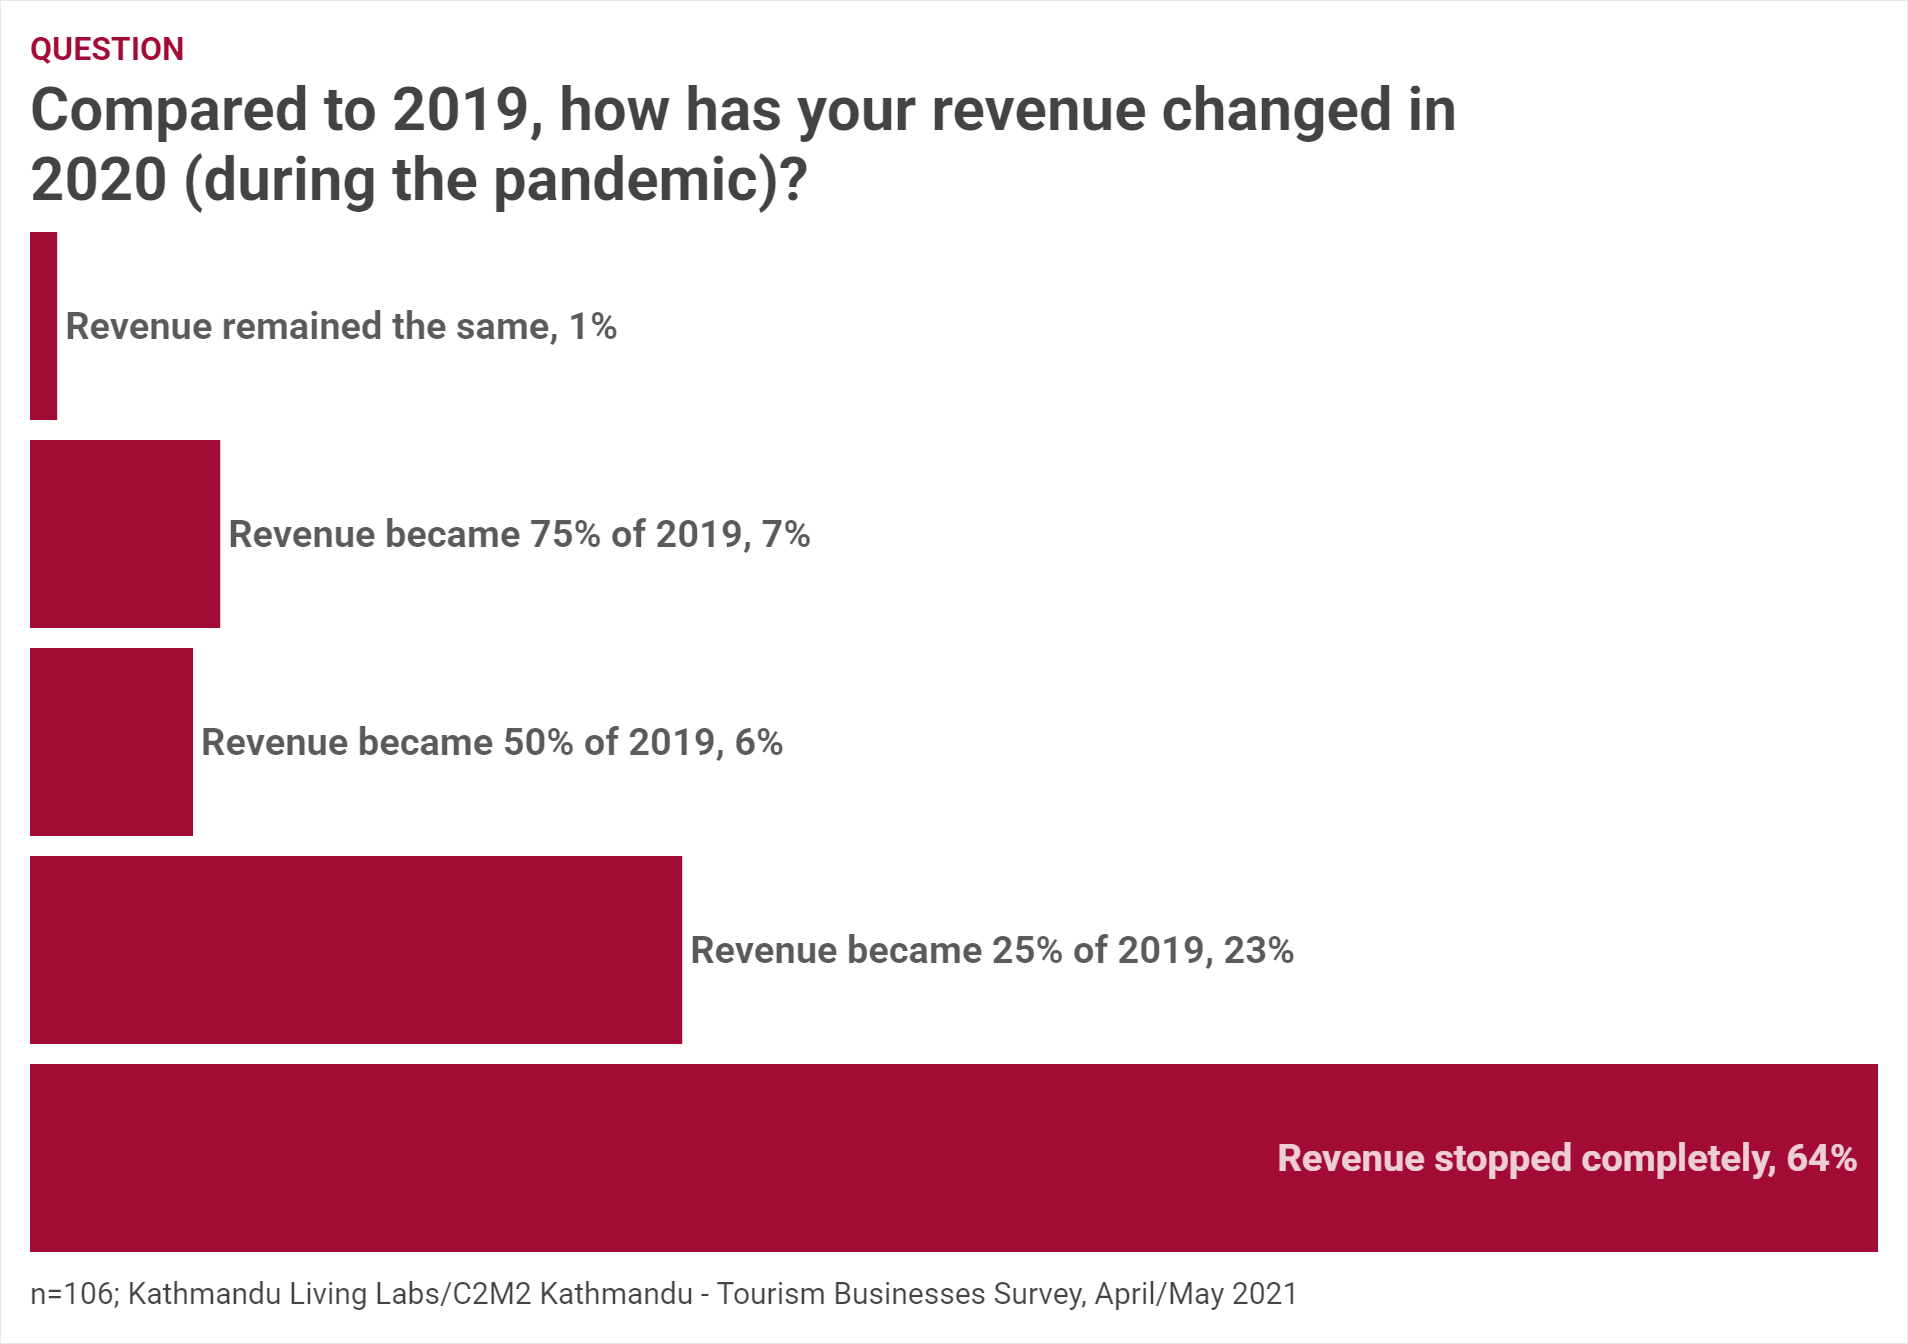 QUESTION
Compared to 2019, how has your revenue changed in
2020 (during the pandemic)?
Revenue remained the same, 1%
Revenue became 75% of 2019, 7%
Revenue became 50% of 2019, 6%
Revenue became 25% of 2019, 23%
Revenue stopped completely, 64%
n=106; Kathmandu Living Labs/C2M2 Kathmandu - Tourism Businesses Survey, April/May 2021